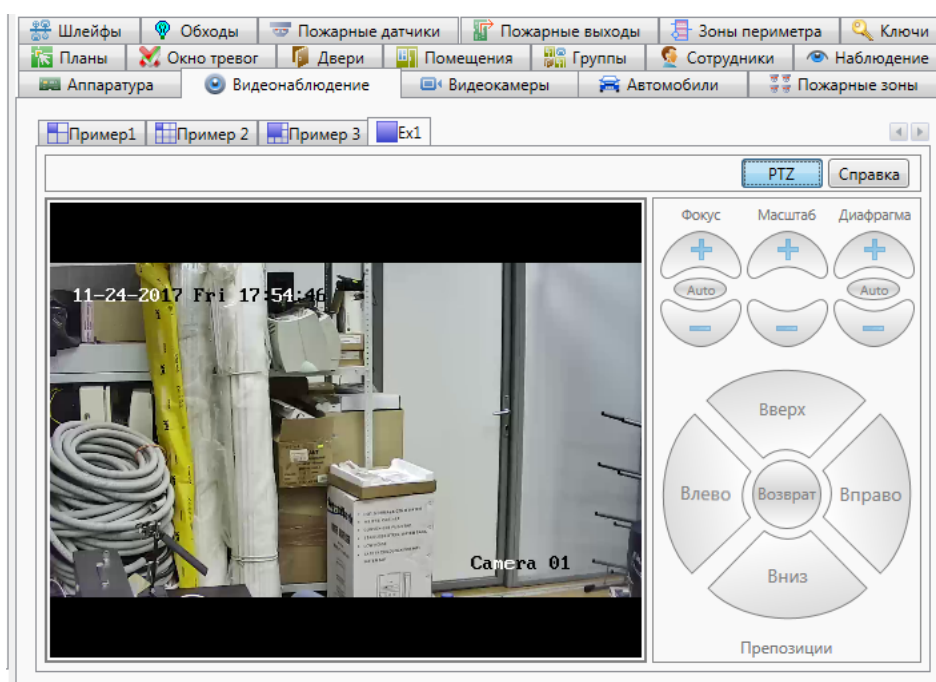 Шлейфы Обходы Пожарные датчики Пожарные выходы Зоны периметра Ключи
Планы Окно тревог Двери Помещения Группы Сотрудники Наблюдение
Аппаратура Видеонаблюдение Видеокамеры Автомобили Пожарные зоны
Пример1 Пример 2 Пример 3 Ex1
PTZ Справка
Фокус Масштаб Диафрагма
Auto Auto
11-24-2017 Fri 17:54:46
Вверх
Влево Возврат Вправо
Camera 01
Вниз
Препозиции